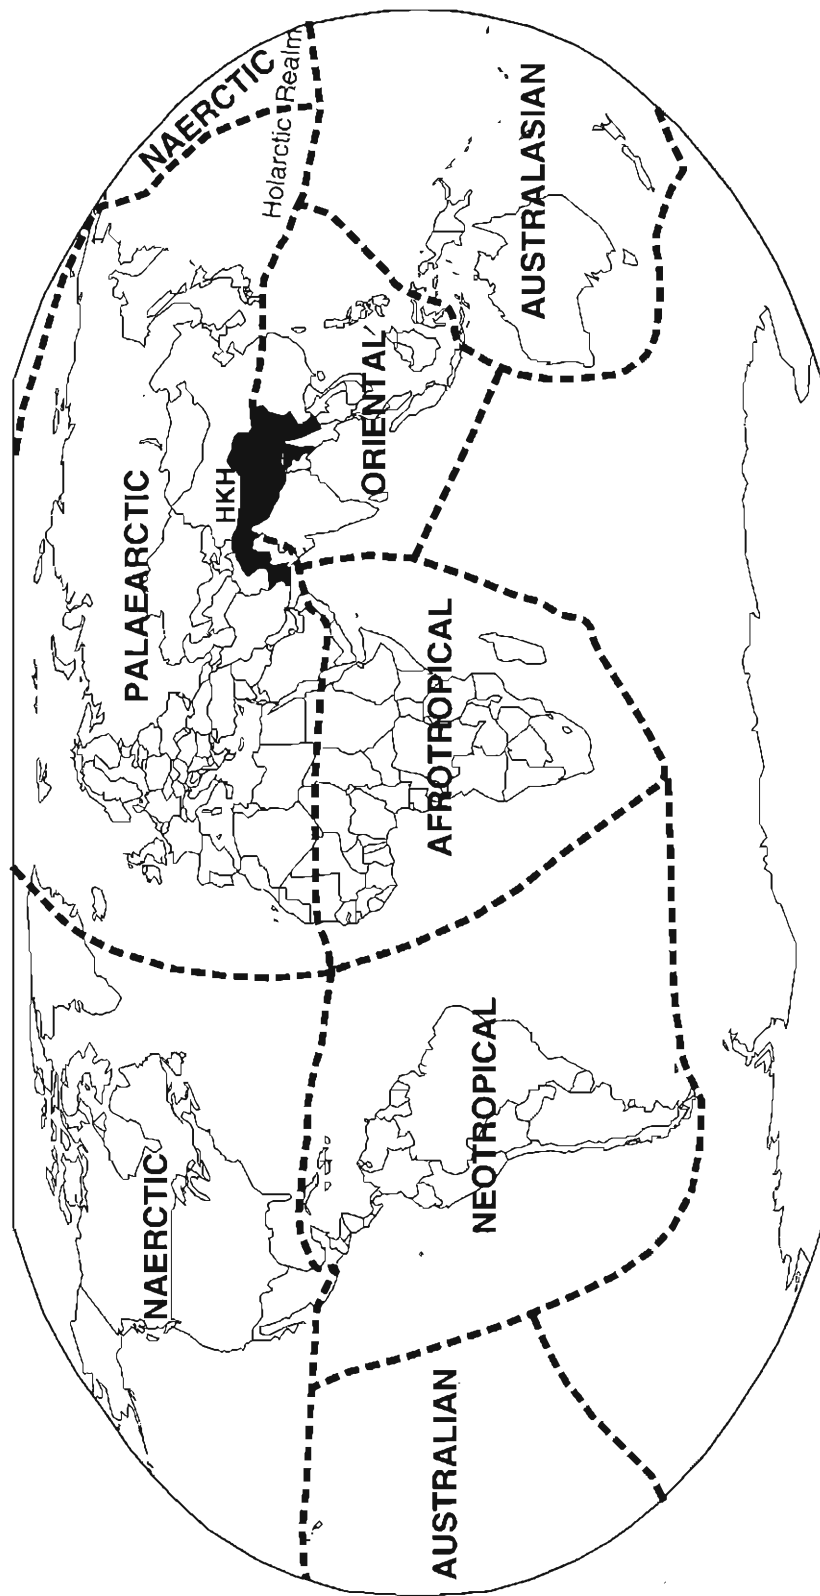 NAERCTIC
Holarctic Realm
PALAEARCTIC
HKH
ORIENTAL
AUSTRALASIAN
NAERCTIC
AFROTROPICAL
NEOTROPICAL
AUSTRALIAN